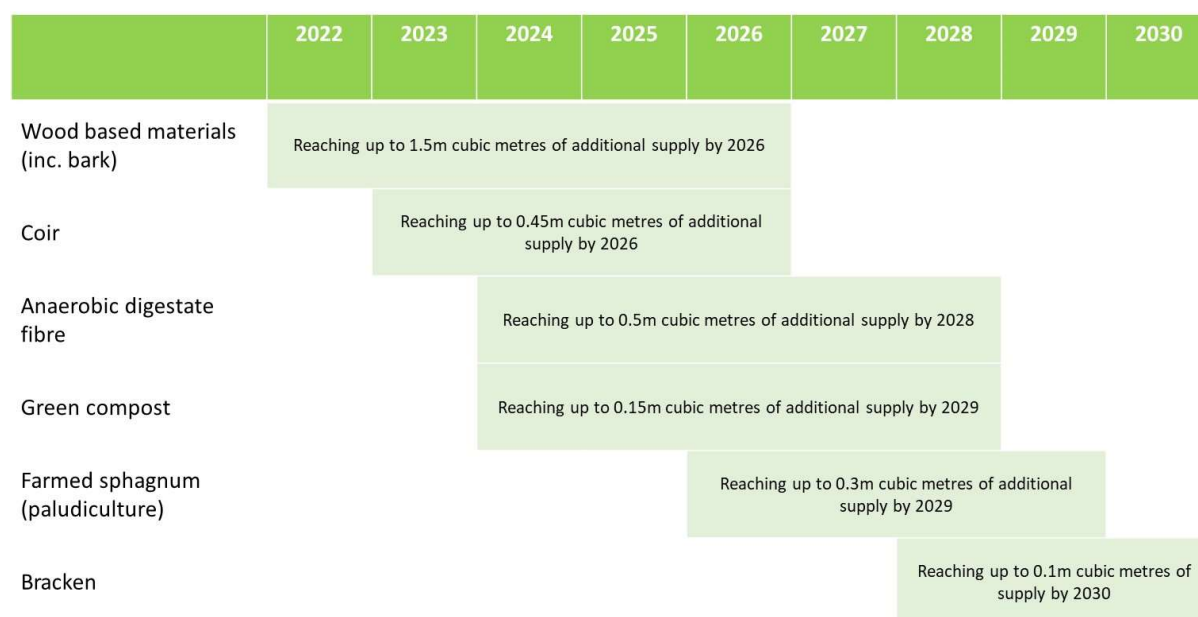 2022 2023 2024 2025 2026 2027 2028 2029 2030
Wood based materials
(inc. bark)
Reaching up to 1.5m cubic metres of additional supply by 2026
Coir
Reaching up to 0.45m cubic metres of additional
supply by 2026
Anaerobic digestate
fibre
Reaching up to 0.5m cubic metres of additional supply by 2028
Green compost
Reaching up to 0.15m cubic metres of additional supply by 2029
Farmed sphagnum
(paludiculture)
Reaching up to 0.3m cubic metres of additional
supply by 2029
Bracken
Reaching up to 0.1m cubic metres of
supply by 2030